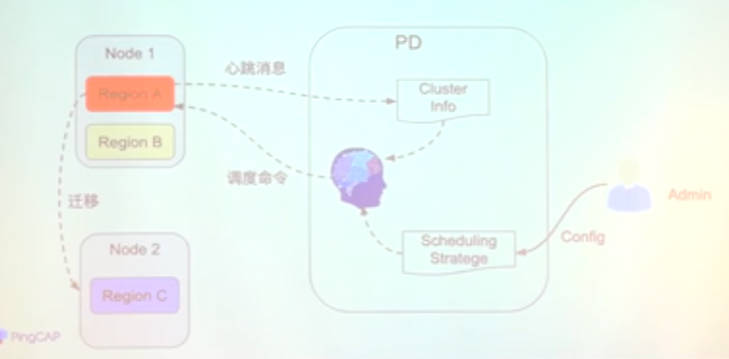 PD
Node 1
心跳消息
Cluster
Info
Region A
Region B
调度命令
迁移
Admin
Scheduling
Stratege
Config
Node 2
Region C
PingCAP